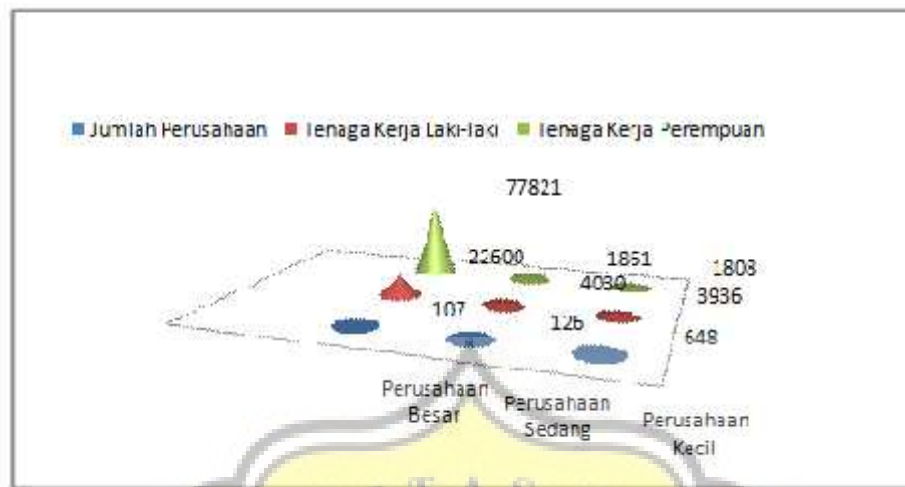 Jumlah Perusahaan Tenaga Kerja Laki-laki Tenaga Kerja Perempuan
77821
22600 1851 1808
4030 3936
107 126 648
Perusahaan Besar
Perusahaan Sedang
Perusahaan Kecil